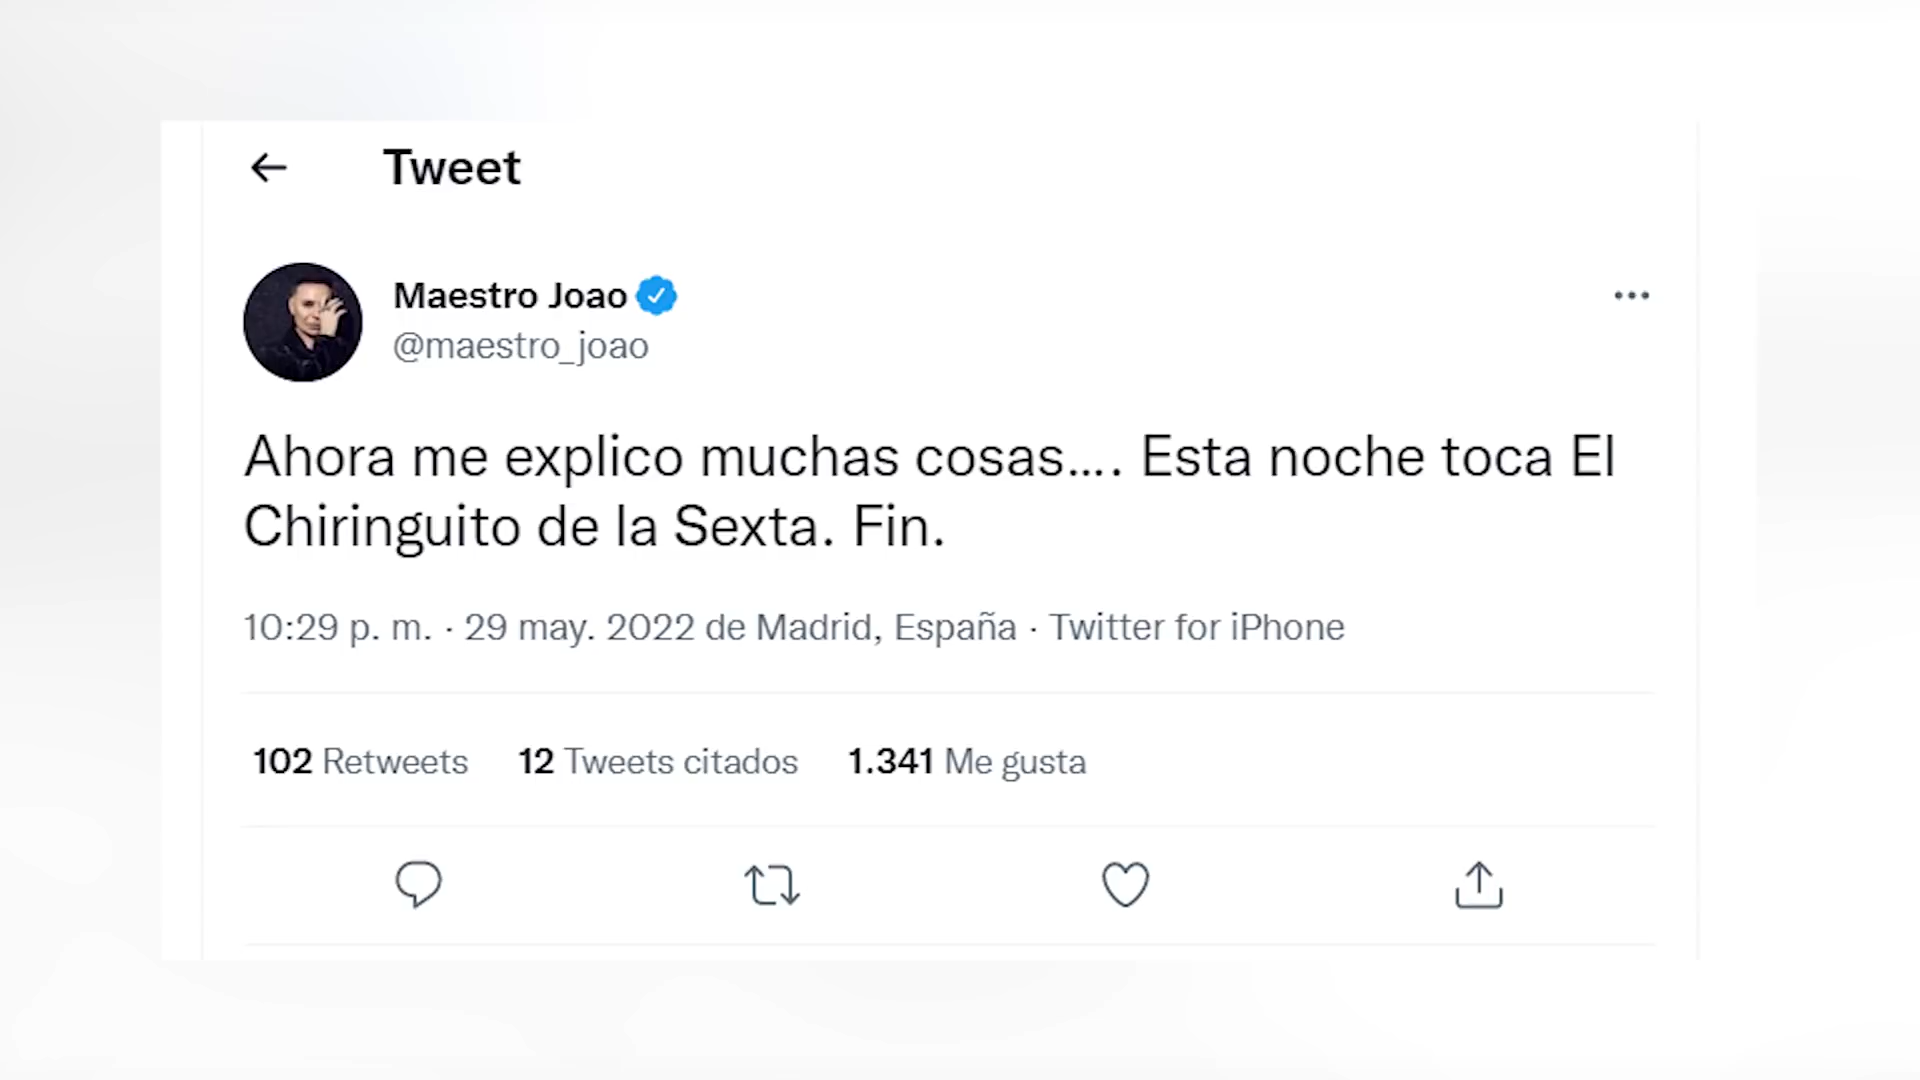 Tweet
Maestro Joao
@maestro_joao
Ahora me explico muchas cosas.... Esta noche toca El
Chiringuito de la Sexta. Fin.
10:29 p. m. · 29 may. 2022 de Madrid, España · Twitter for iPhone
102 Retweets 12 Tweets citados 1.341 Me gusta